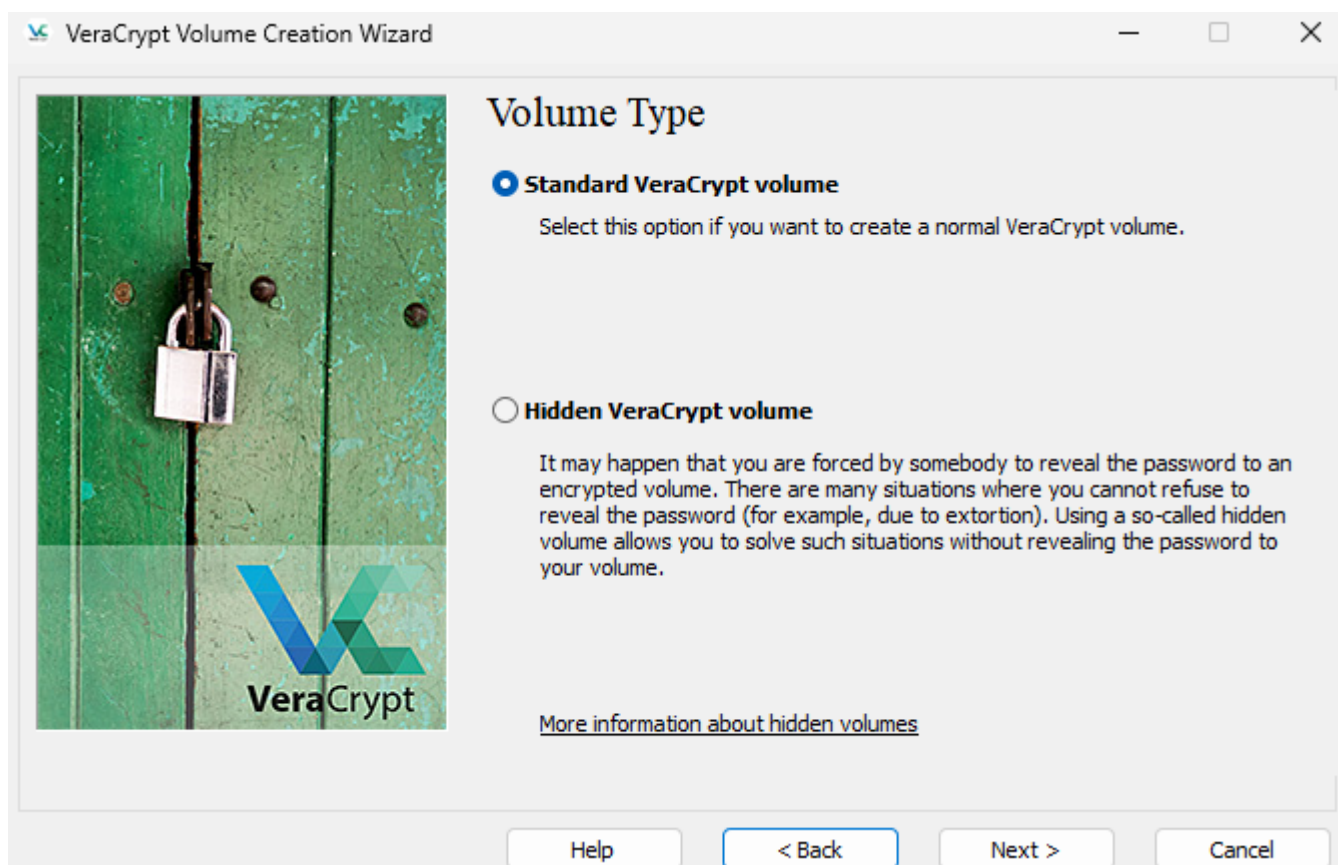 VeraCrypt Volume Creation Wizard
Volume Type
Standard VeraCrypt volume
Select this option if you want to create a normal VeraCrypt volume.
Hidden VeraCrypt volume
It may happen that you are forced by somebody to reveal the password to an
encrypted volume. There are many situations where you cannot refuse to
reveal the password (for example, due to extortion). Using a so-called hidden
volume allows you to solve such situations without revealing the password to
your volume.
VeraCrypt
More information about hidden volumes
Help
< Back
Next >
Cancel